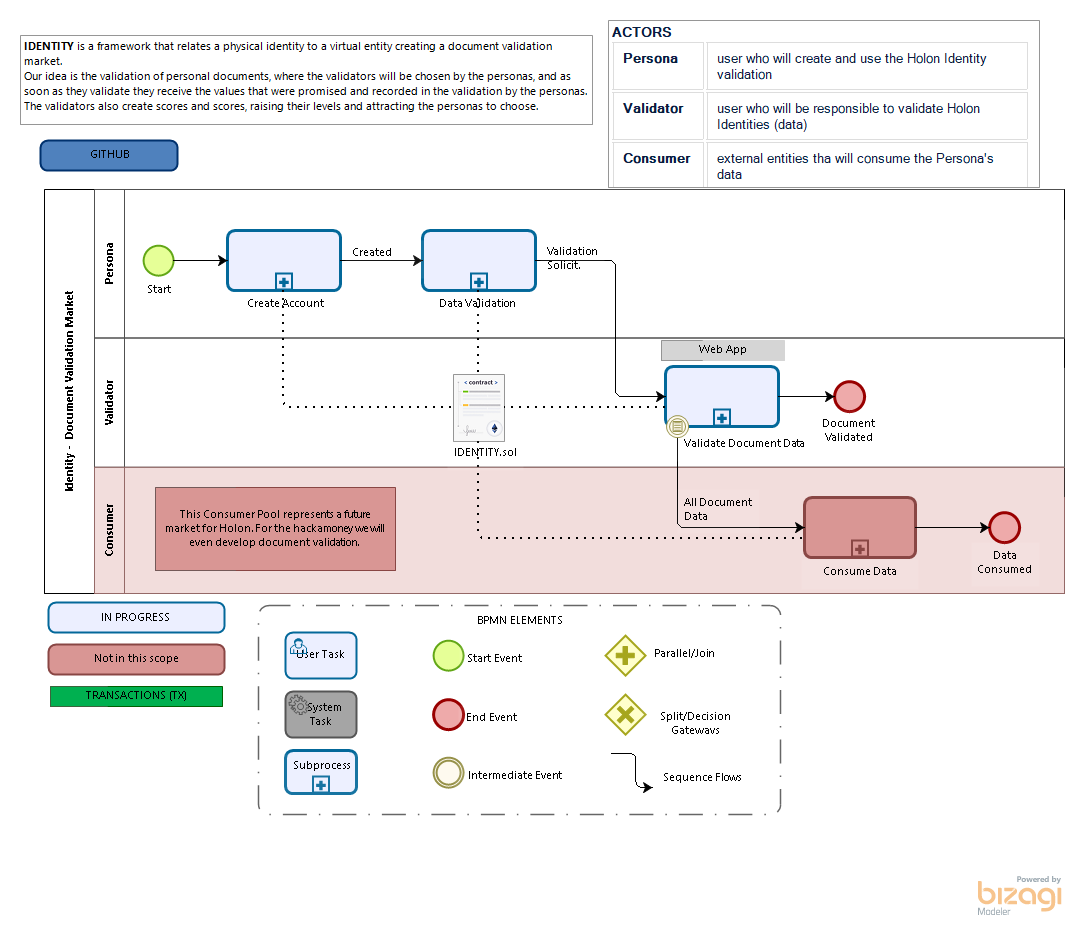 IDENTITY is a framework that relates a physical identity to a virtual entity creating a document validation
market.
Our idea is the validation of personal documents, where the validators will be chosen by the personas, and as
soon as they validate they receive the values that were promised and recorded in the validation by the personas.
The validators also create scores and scores, raising their levels and attracting the personas to choose.
ACTORS
Persona
user who will create and use the Holon Identity
validation
Validator
user who will be responsible to validate Holon
Identities (data)
Consumer
external entities tha will consume the Persona's
data
GITHUB
Identity - Document Validation Market
Persona
Start
Create Account
Created
Data Validation
Validation
Solicit.
Validator
Web App
< contract >
IDENTITY.sol
Validate Document Data
Document
Validated
Consumer
This Consumer Pool represents a future
market for Holon. For the hackamoney we will
even develop document validation.
All Document
Data
Consume Data
Data
Consumed
IN PROGRESS
Not in this scope
TRANSACTIONS (TX)
BPMN ELEMENTS
User Task
Start Event
Parallel/Join
System
Task
End Event
Split/Decision
Gateways
Subprocess
Intermediate Event
Sequence Flows
Powered by
bizagi
Modeler